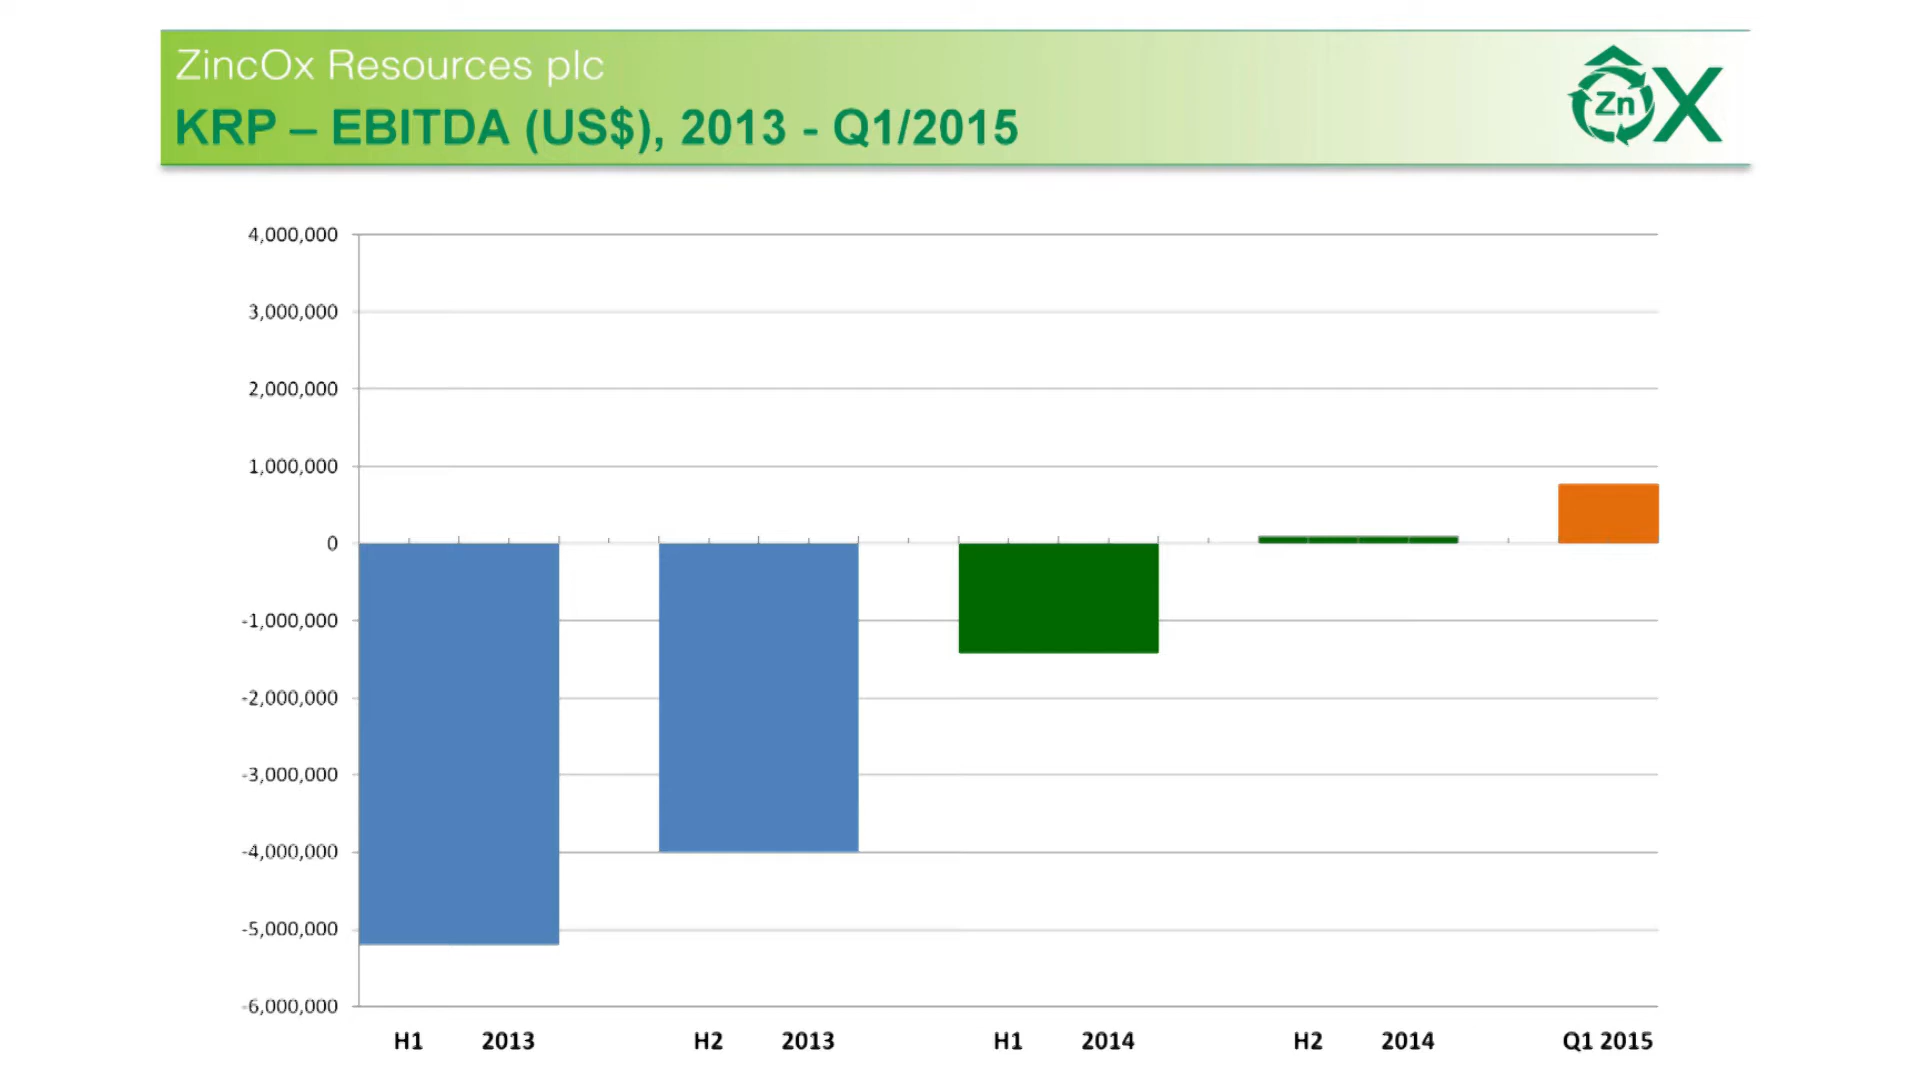 ZincOx Resources plc
KRP – EBITDA (US$), 2013 - Q1/2015
Zn X
4,000,000
3,000,000
2,000,000
1,000,000
0
-1,000,000
-2,000,000
-3,000,000
-4,000,000
-5,000,000
-6,000,000
H1 2013 H2 2013 H1 2014 H2 2014 Q1 2015